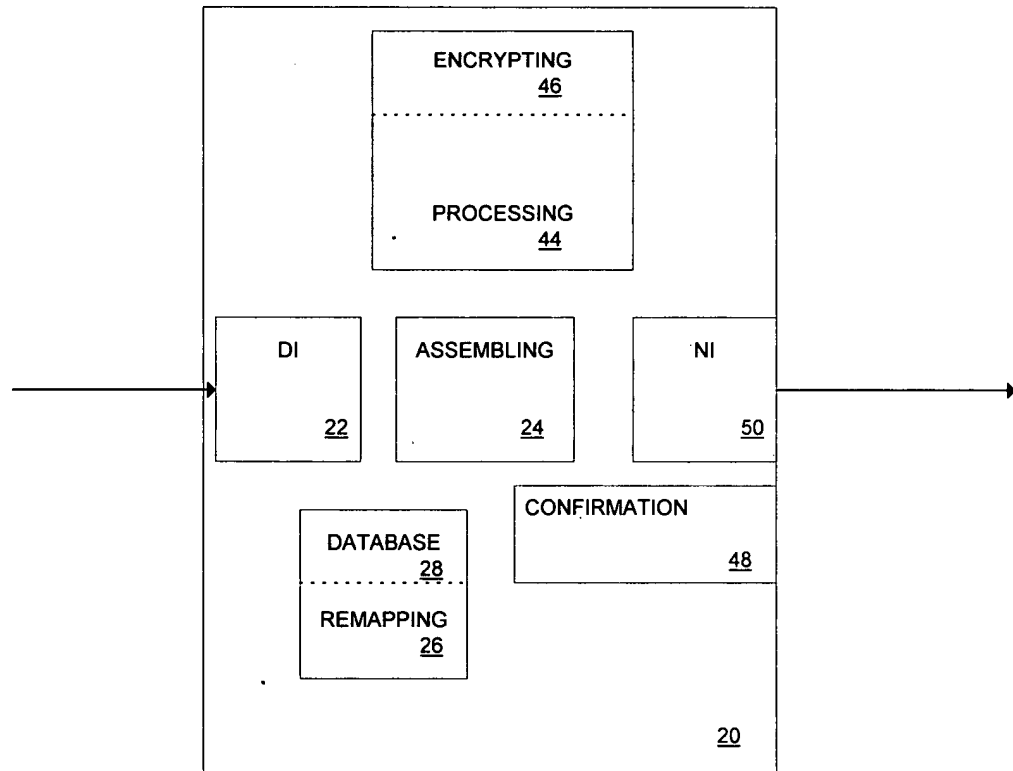 ENCRYPTING
46
PROCESSING
44
DI
22
ASSEMBLING
24
NI
50
CONFIRMATION
48
DATABASE
28
REMAPPING
26
20